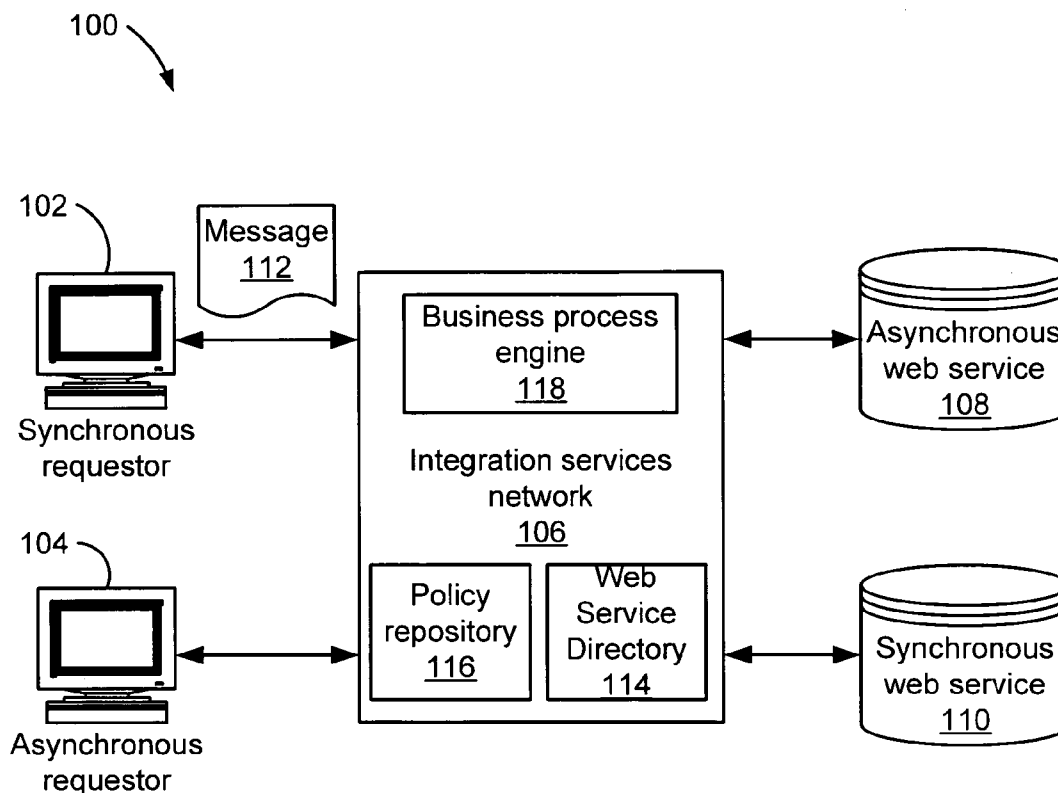 100
102
Message
112
Synchronous
requestor
104
Asynchronous
requestor
Business process
engine
118
Integration services
network
106
Policy
repository
116
Web
Service
Directory
114
Asynchronous
web service
108
Synchronous
web service
110